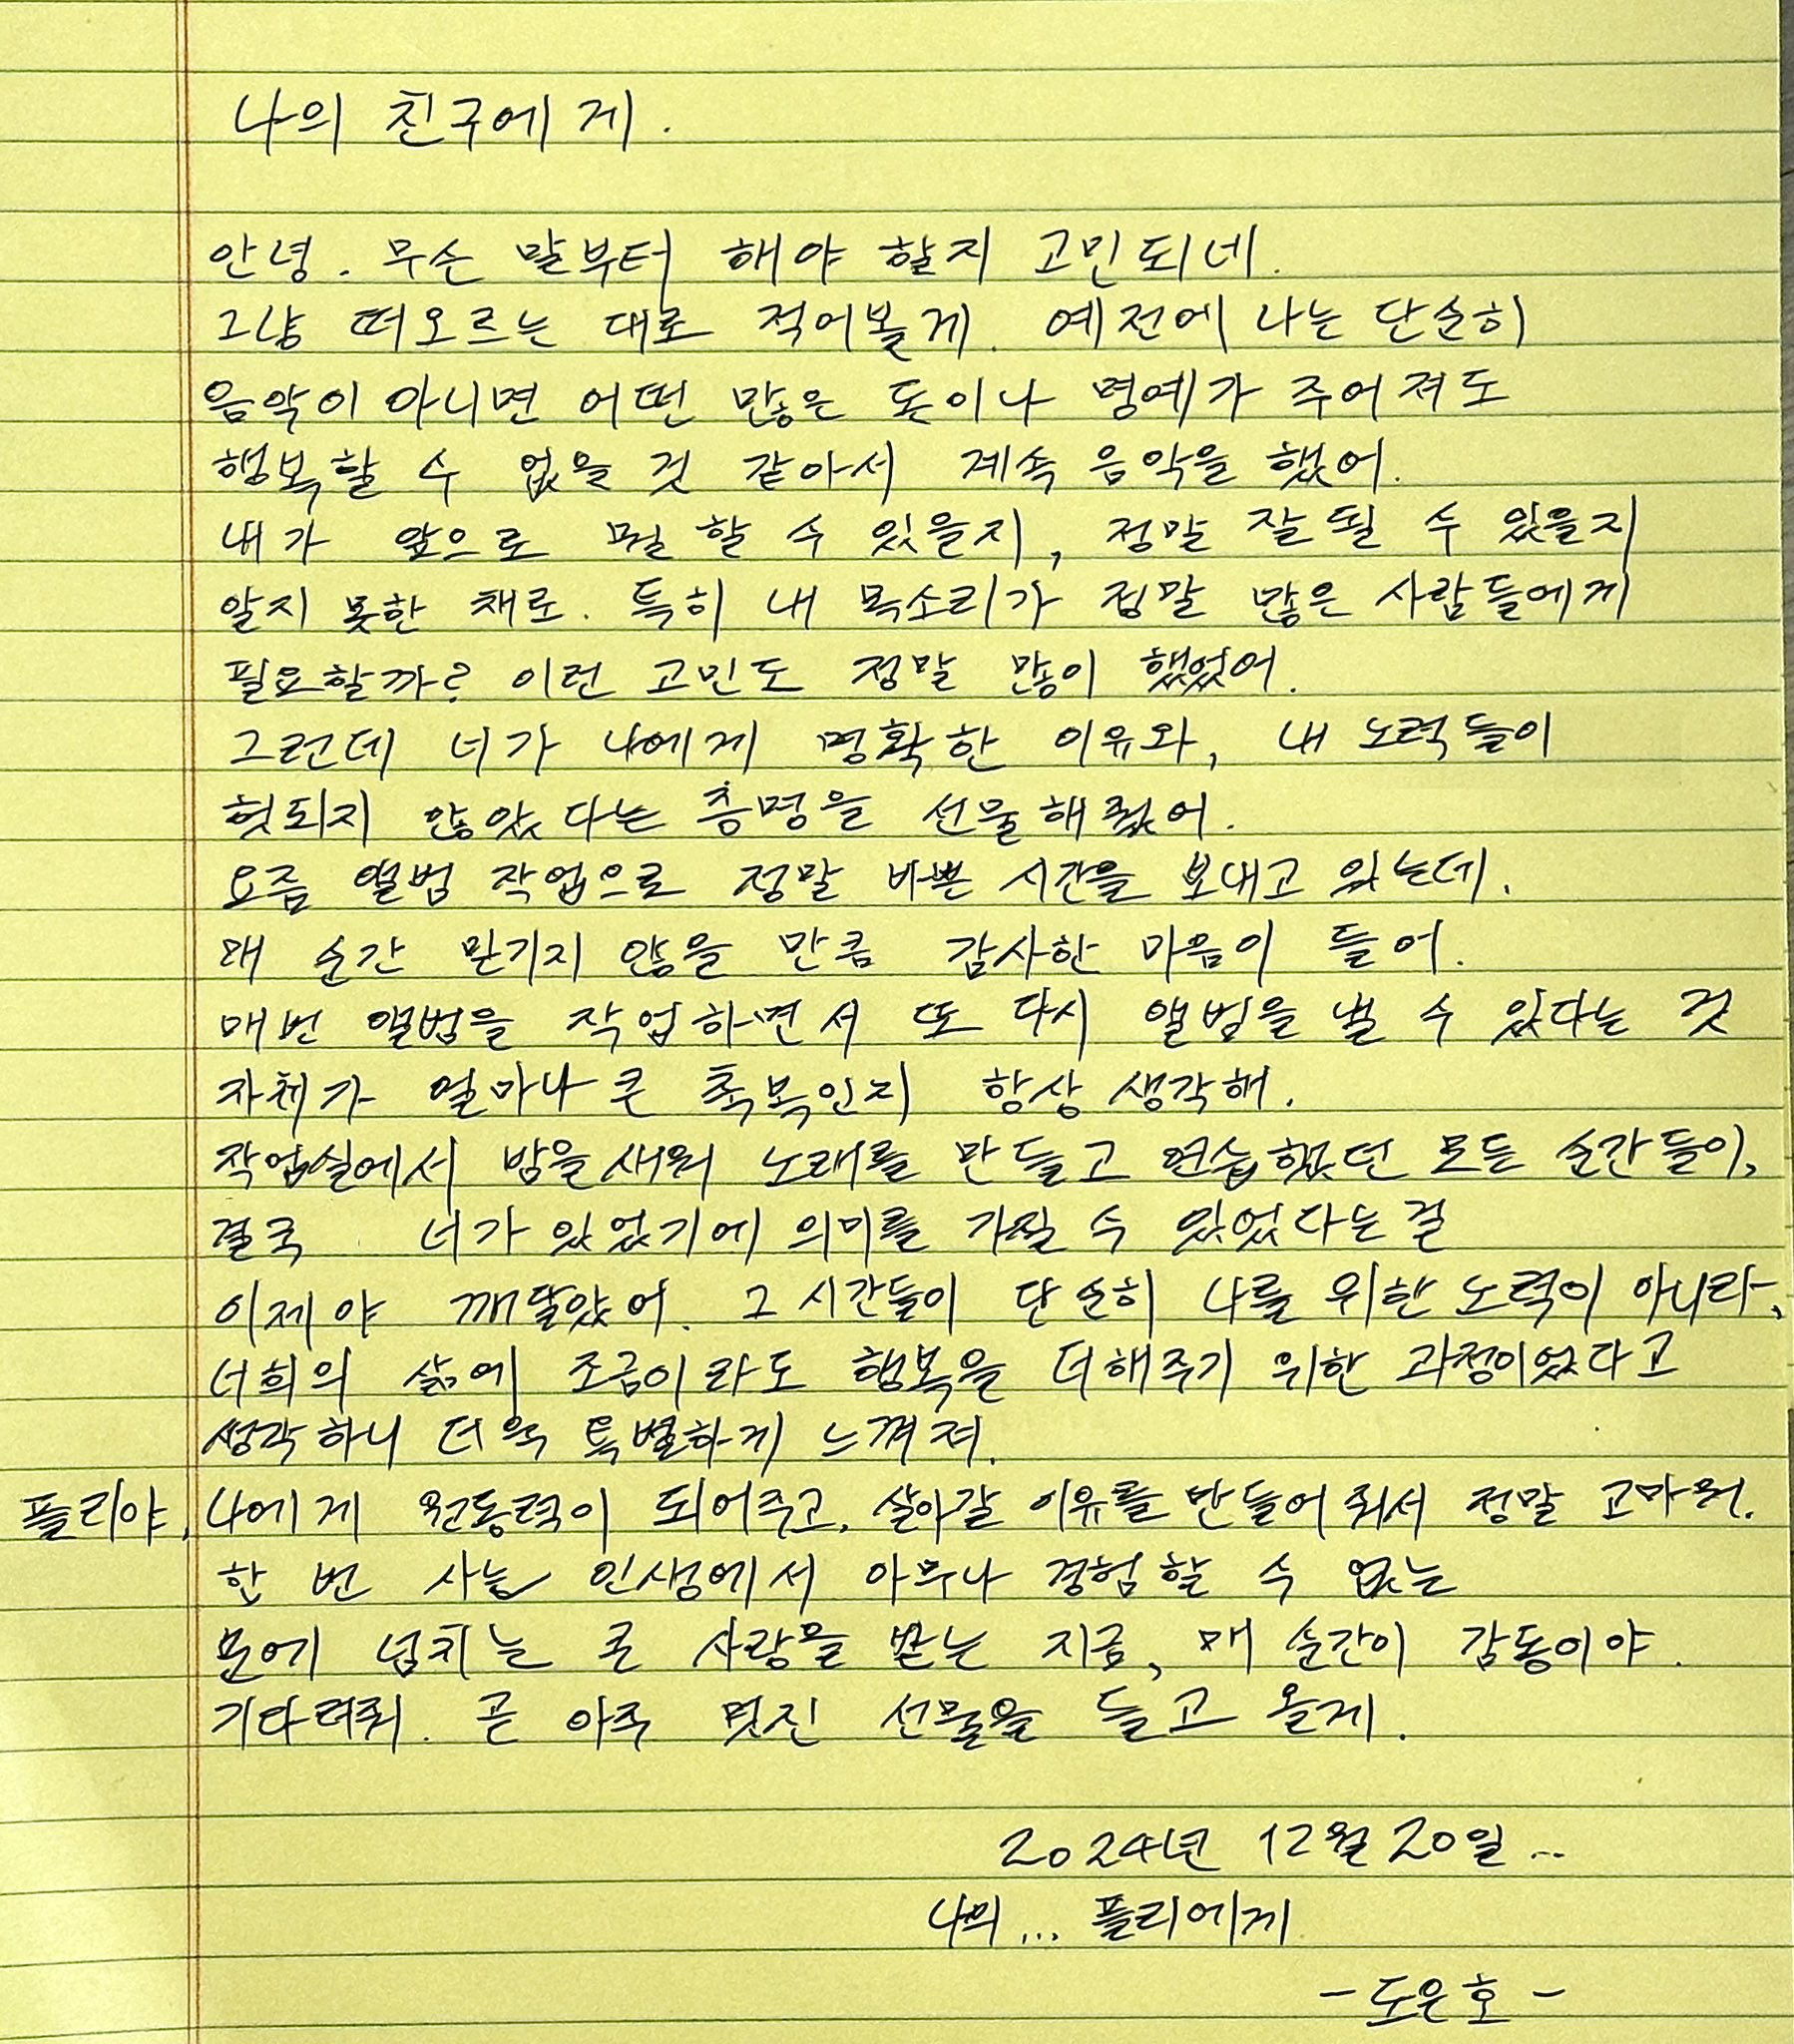 나의 친구에게.
안녕. 무슨 말부터 해야 할지 고민되네.
그냥 떠오르는 대로 적어볼게. 예전에 나는 단순히
음악이 아니면 어떤 많은 돈이나 명예가 주어져도
행복할 수 없을 것 같아서 계속 음악을 했어.
내가 앞으로 뭘 할 수 있을지, 정말 잘 될 수 있을지
알지 못한 채로. 특히 내 목소리가 정말 많은 사람들에게
필요할까? 이런 고민도 정말 많이 했었어.
그런데 너가 나에게 명확한 이유와, 내 노력들이
헛되지 않았다는 증명을 선물해줬어.
요즘 앨범 작업으로 정말 바쁜 시간을 보내고 있는데,
매 순간 믿기지 않을 만큼 감사한 마음이 들어.
매번 앨범을 작업하면서 또 다시 앨범을 낼 수 있다는 것
자체가 얼마나 큰 축복인지 항상 생각해.
작업실에서 밤을 새워 노래를 만들고 연습했던 모든 순간들이,
결국 너가 있었기에 의미를 가질 수 있었다는 걸
이제야 깨달았어. 그 시간들이 단순히 나를 위한 노력이 아니라,
너희의 삶에 조금이라도 행복을 더해주기 위한 과정이었다고
생각하니 더욱 특별하게 느껴져.
플리야, 나에게 원동력이 되어주고, 살아갈 이유를 만들어줘서 정말 고마워.
한 번 사는 인생에서 아무나 경험할 수 없는
분에 넘치는 큰 사랑을 받는 지금, 매 순간이 감동이야.
기다려줘. 곧 아주 멋진 선물을 들고 올게.
2024년 12월 20일..
나의... 플리에게
-도은호-